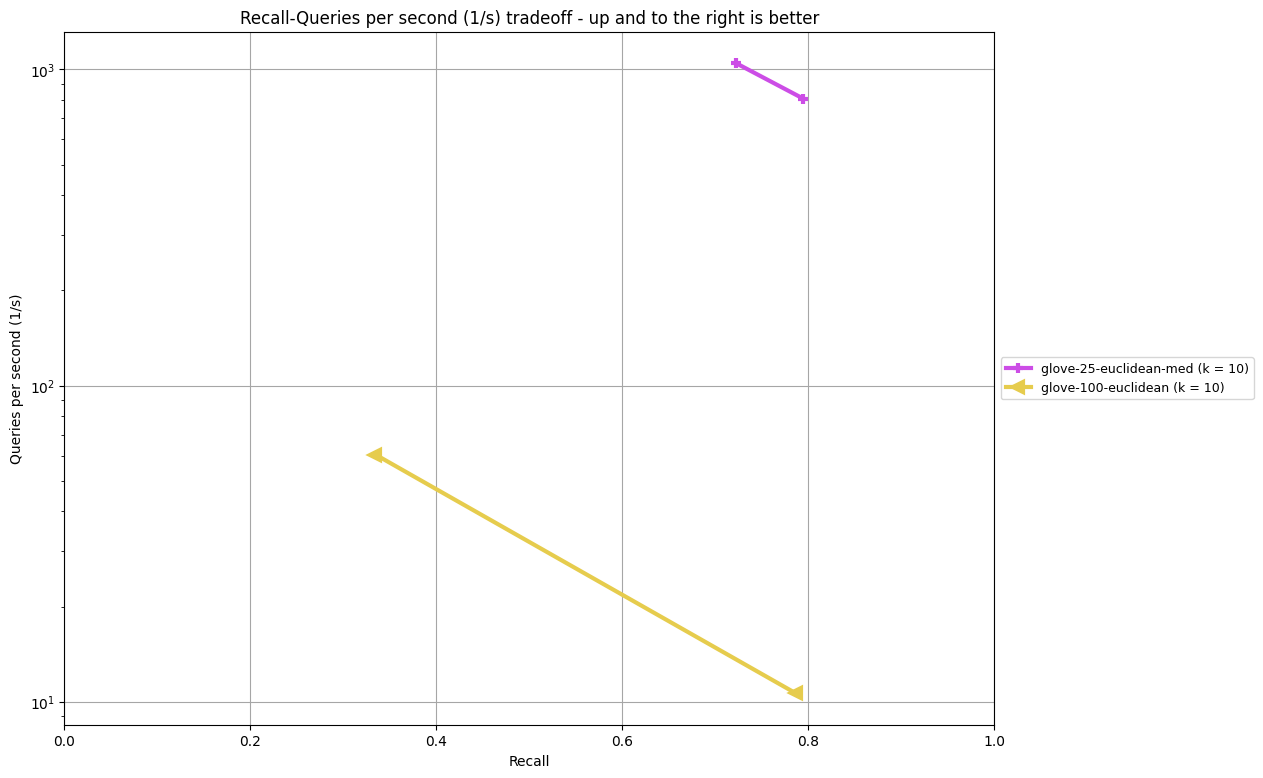 Recall-Queries per second (1/s) tradeoff - up and to the right is better
Queries per second (1/s)
10³
10²
10¹
0.0 0.2 0.4 0.6 0.8 1.0
Recall
glove-25-euclidean-med (k = 10)
glove-100-euclidean (k = 10)